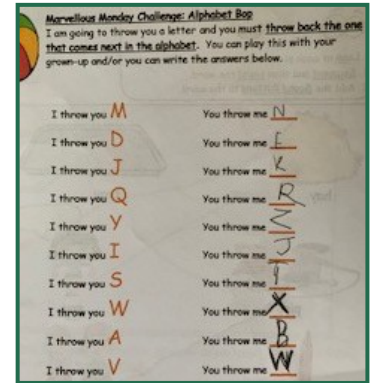 Marvellous Monday Challenge: Alphabet Bop
I am going to throw you a letter and you must throw back the one
that comes next in the alphabet. You can play this with your
grown-up and/or you can write the answers below.
I throw you M You throw me N
I throw you D You throw me E
I throw you J You throw me K
I throw you Q You throw me R
I throw you Y You throw me Z
I throw you I You throw me J
I throw you S You throw me T
I throw you W You throw me X
I throw you A You throw me B
I throw you V You throw me W